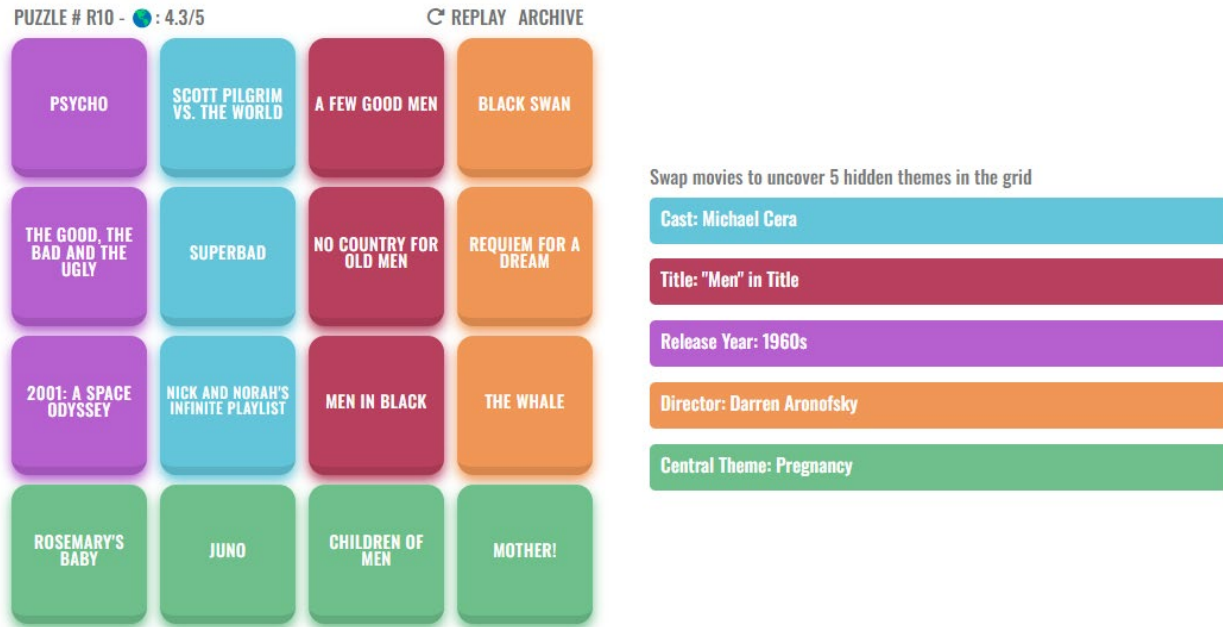 PUZZLE # R10 - 🌎: 4.3/5
REPLAY ARCHIVE
PSYCHO
SCOTT PILGRIM
VS. THE WORLD
A FEW GOOD MEN
BLACK SWAN
THE GOOD, THE
BAD AND THE
UGLY
SUPERBAD
NO COUNTRY FOR
OLD MEN
REQUIEM FOR A
DREAM
2001: A SPACE
ODYSSEY
NICK AND NORAH'S
INFINITE PLAYLIST
MEN IN BLACK
THE WHALE
ROSEMARY'S
BABY
JUNO
CHILDREN OF
MEN
MOTHER!
Swap movies to uncover 5 hidden themes in the grid
Cast: Michael Cera
Title: "Men" in Title
Release Year: 1960s
Director: Darren Aronofsky
Central Theme: Pregnancy